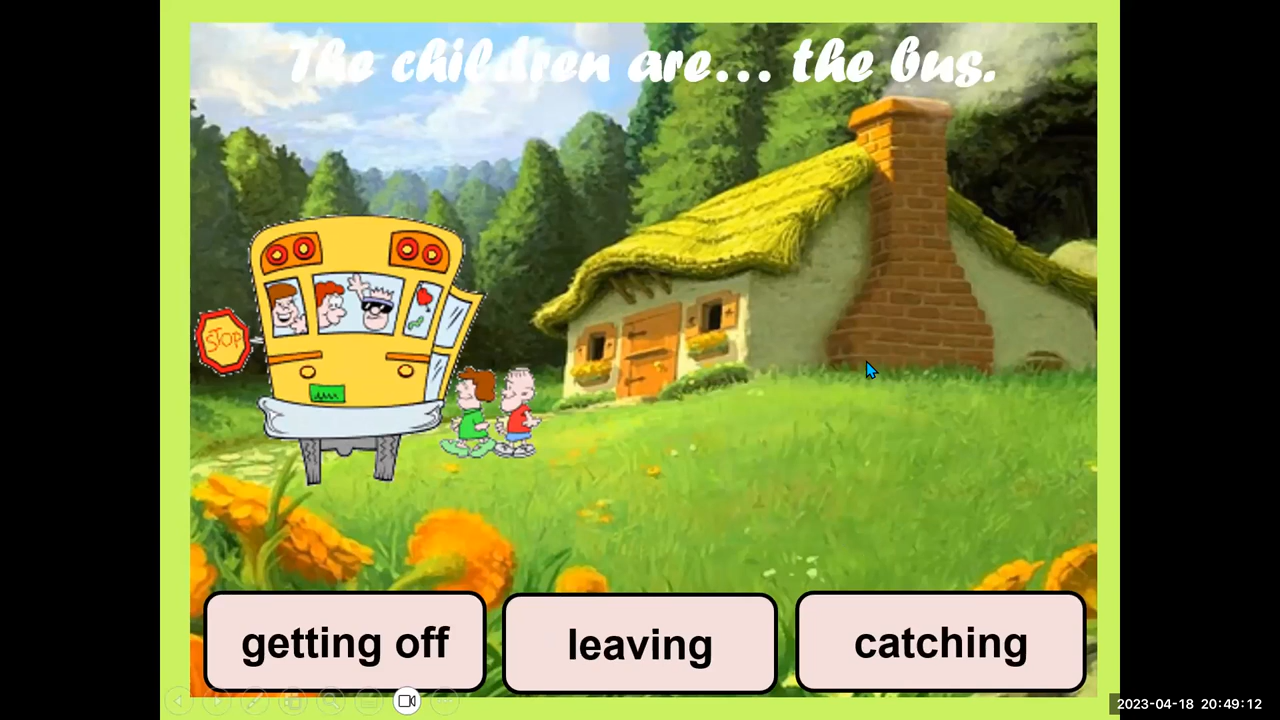 The children are... the bus.
STOP
getting off
leaving
catching
2023-04-18 20:49:12